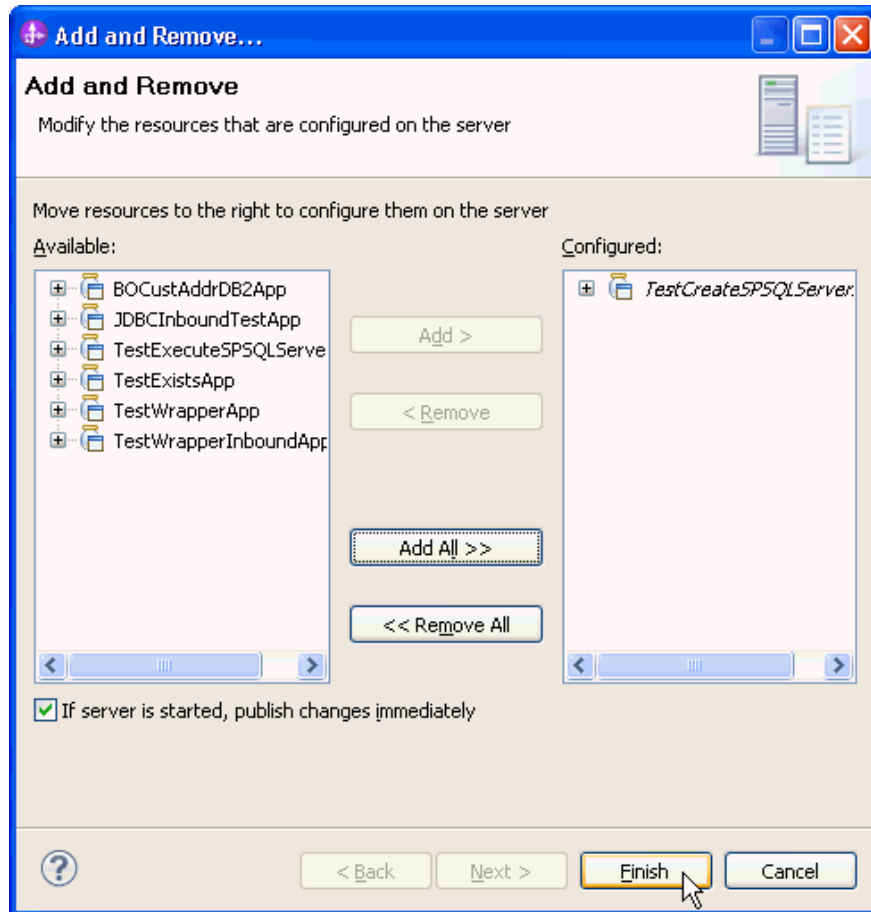 Add and Remove...
Add and Remove
Modify the resources that are configured on the server
Move resources to the right to configure them on the server
Available:
Configured:
BOCustAddrDB2App
JDBCInboundTestApp
TestExecuteSPSQLServe
TestExistsApp
TestWrapperApp
TestWrapperInboundApp
Add >
< Remove
Add All >>
<< Remove All
TestCreateSPSQLServer.
If server is started, publish changes immediately
?
< Back
Next >
Finish
Cancel